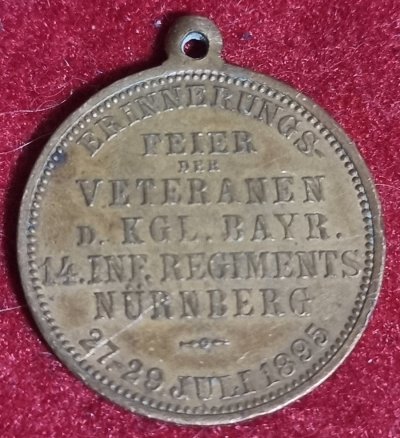 ERINNERUNGS-
FEIER
DER
VETERANEN
D. KGL. BAYR.
14. INF. REGIMENTS
NÜRNBERG
27-29 JULI 1895